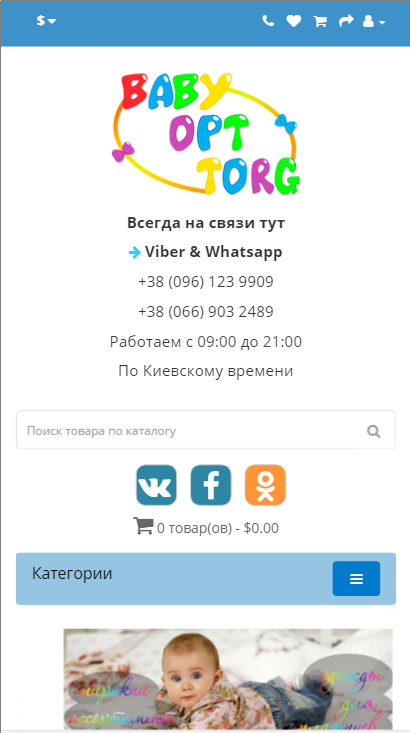 $
BABY
OPT
TORG
Всегда на связи тут
Viber & Whatsapp
+38 (096) 123 9909
+38 (066) 903 2489
Работаем с 09:00 до 21:00
По Киевскому времени
Поиск товара по каталогу
0 товар(ов) - $0.00
Категории
широкий
ассортимент
одежды
для